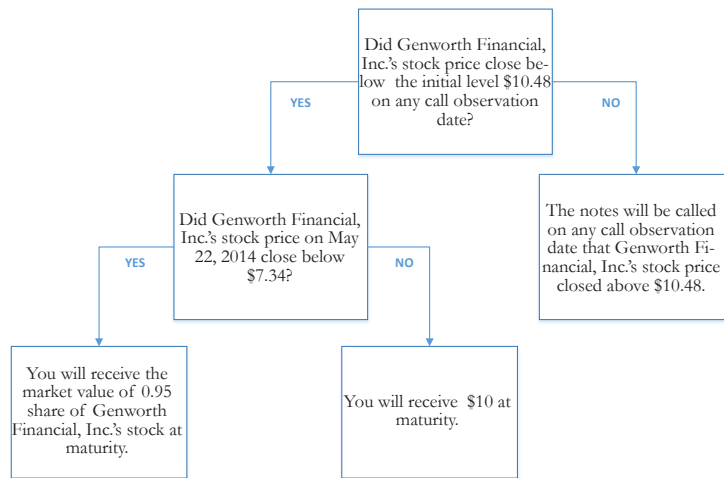 Did Genworth Financial,
Inc.'s stock price close be-
low the initial level $10.48
on any call observation
date?
YES
NO
Did Genworth Financial,
Inc.'s stock price on May
22, 2014 close below
$7.34?
The notes will be called
on any call observation
date that Genworth Fi-
nancial, Inc.'s stock price
closed above $10.48.
YES
NO
You will receive the
market value of 0.95
share of Genworth
Financial, Inc.'s stock at
maturity.
You will receive $10 at
maturity.